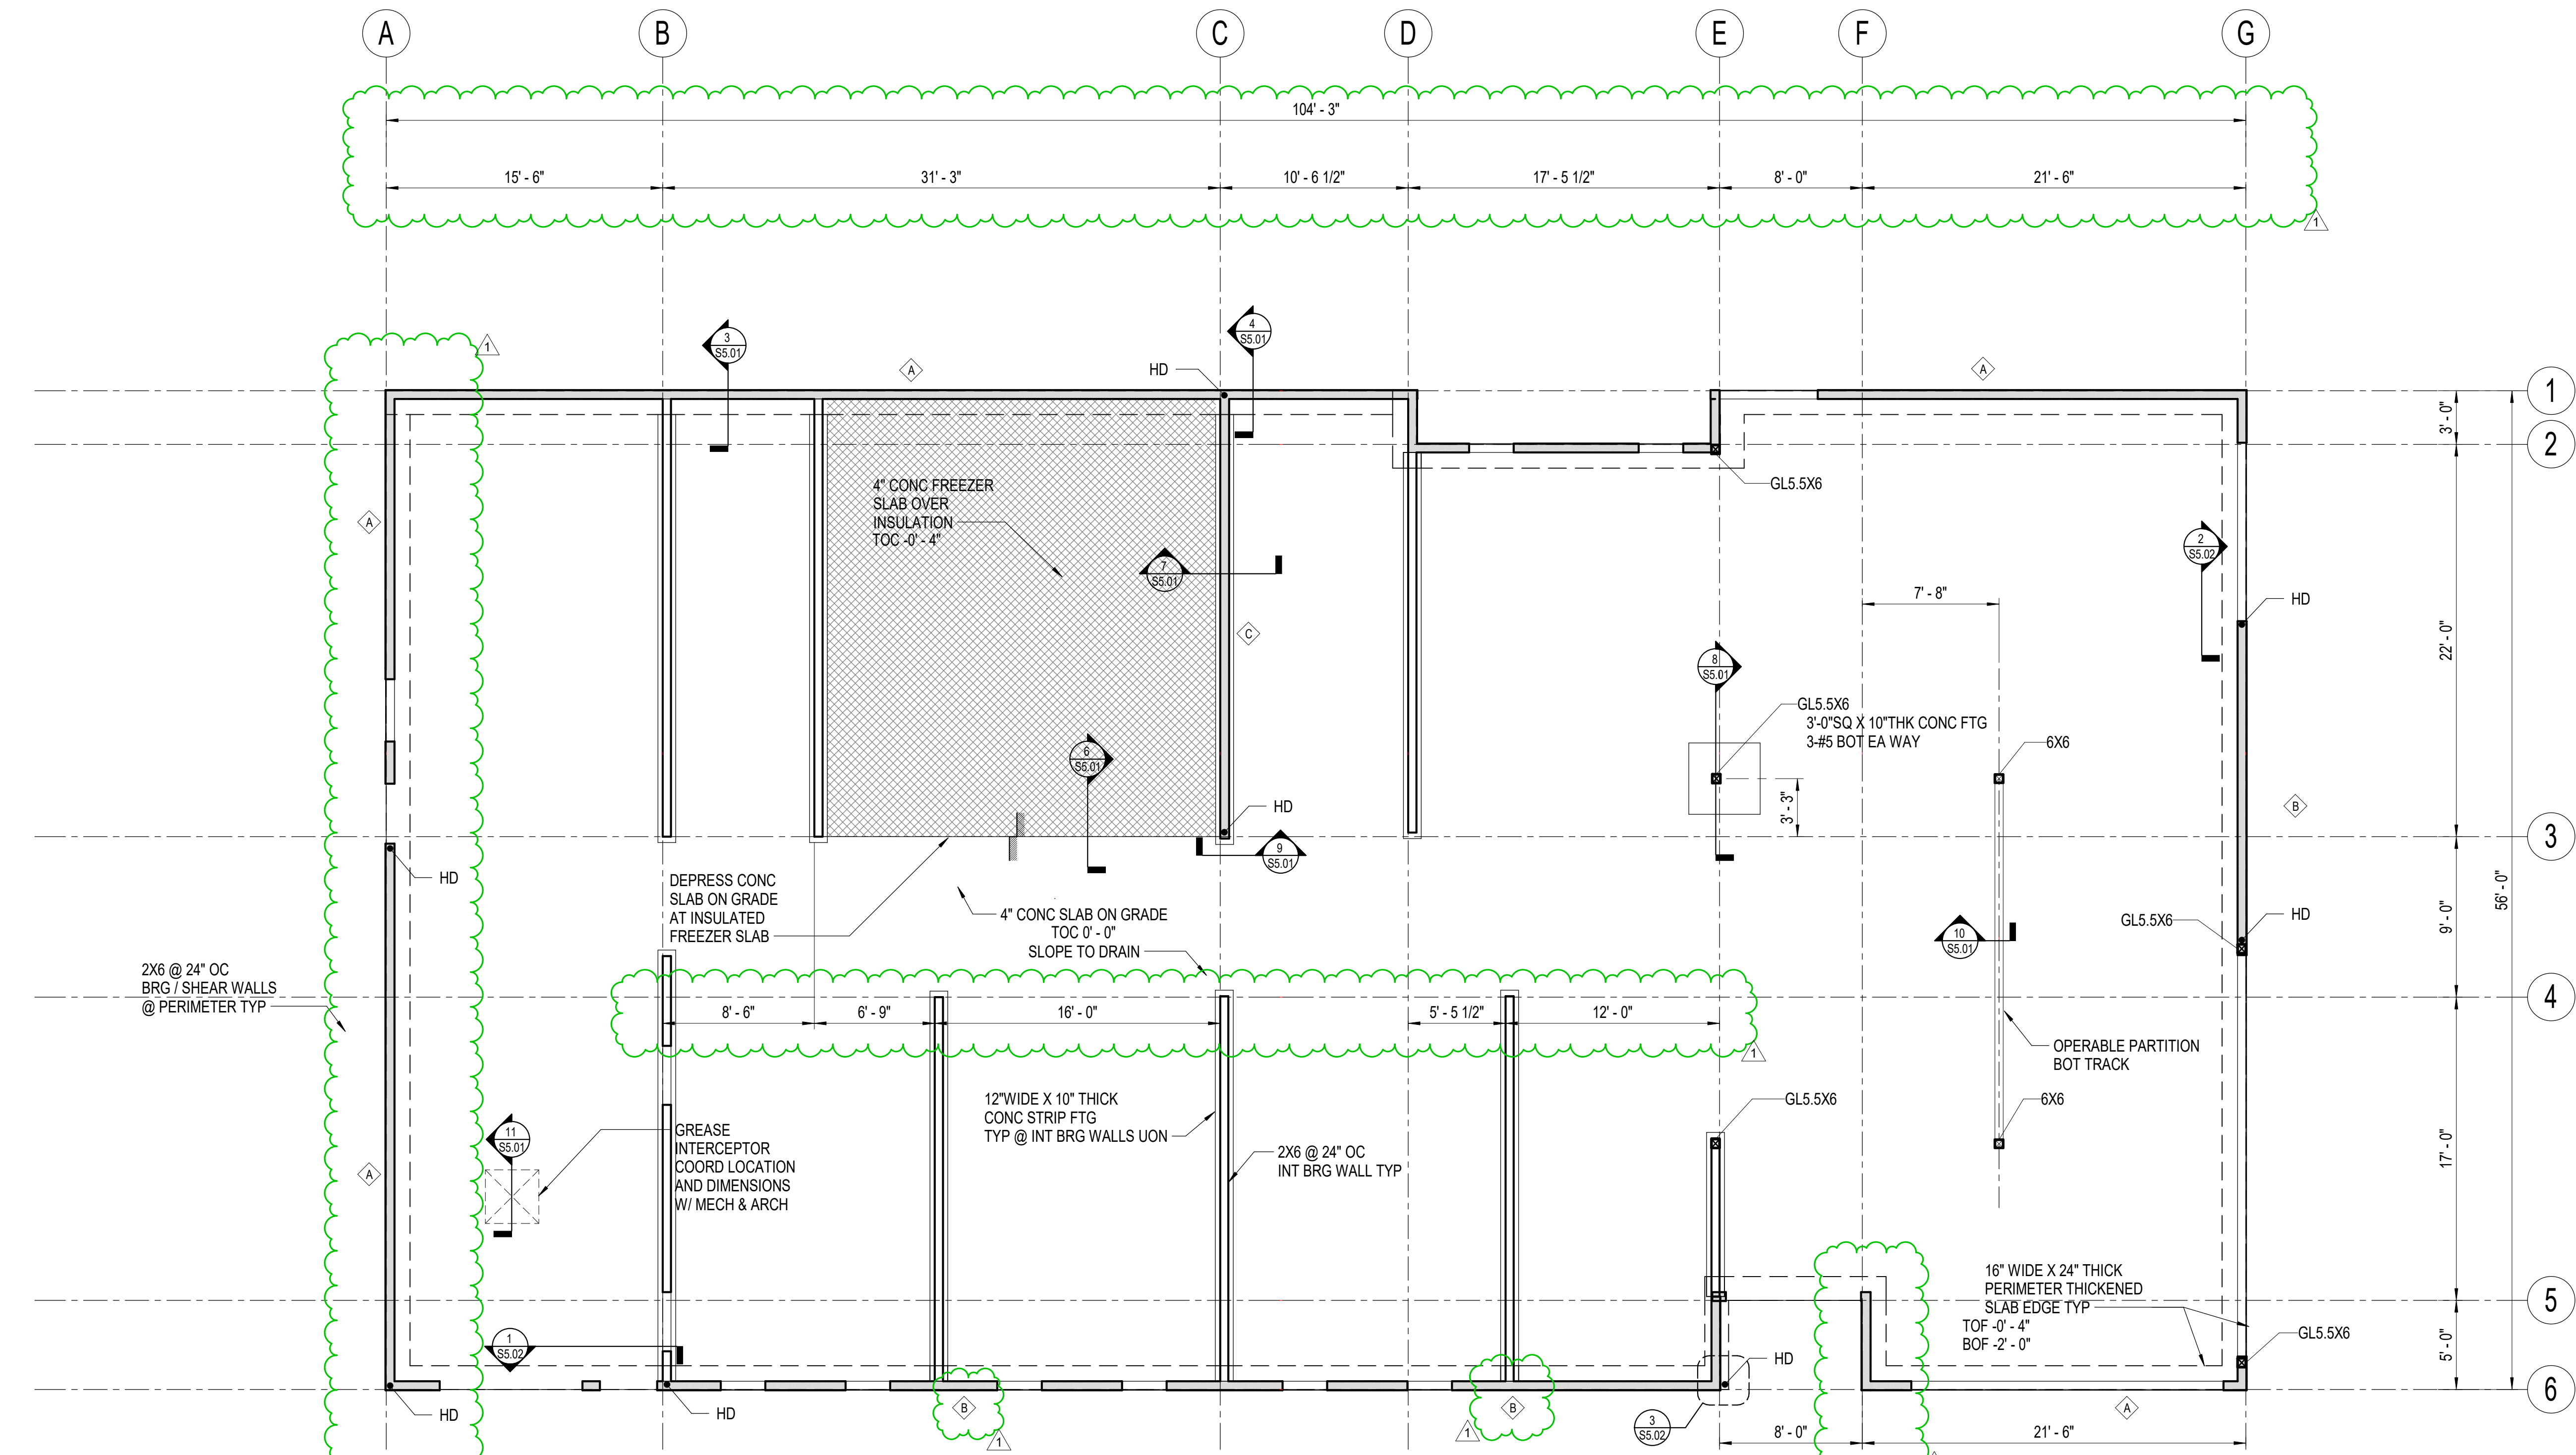 A B C D E F G
104' - 3"
15' - 6" 31' - 3" 10' - 6 1/2" 17' - 5 1/2" 8' - 0" 21' - 6"
1
1
3
S5.01
4
S5.01
A
HD
A
1
3' - 0"
2
GL5.5X6
4" CONC FREEZER
SLAB OVER
INSULATION
TOC -0' - 4"
A
2
S5.02
7
S5.01
7' - 8"
HD
C
22' - 0"
8
S5.01
GL5.5X6
3'-0"SQ X 10"THK CONC FTG
3-#5 BOT EA WAY
6X6
6
S5.01
3' - 3"
HD
B
3
9
S5.01
HD
DEPRESS CONC
SLAB ON GRADE
AT INSULATED
FREEZER SLAB
4" CONC SLAB ON GRADE
TOC 0' - 0"
SLOPE TO DRAIN
56' - 0"
9' - 0"
GL5.5X6
HD
10
S5.01
2X6 @ 24" OC
BRG / SHEAR WALLS
@ PERIMETER TYP
4
8' - 6" 6' - 9" 16' - 0" 5' - 5 1/2" 12' - 0"
1
OPERABLE PARTITION
BOT TRACK
12"WIDE X 10" THICK
CONC STRIP FTG
TYP @ INT BRG WALLS UON
GL5.5X6
6X6
11
S5.01
GREASE
INTERCEPTOR
COORD LOCATION
AND DIMENSIONS
W/ MECH & ARCH
2X6 @ 24" OC
INT BRG WALL TYP
A
17' - 0"
16" WIDE X 24" THICK
PERIMETER THICKENED
SLAB EDGE TYP
TOF -0' - 4"
BOF -2' - 0"
5
GL5.5X6
1
S5.02
HD
5' - 0"
6
HD
HD
B
1
B
1
3
S5.02
A
8' - 0" 21' - 6"